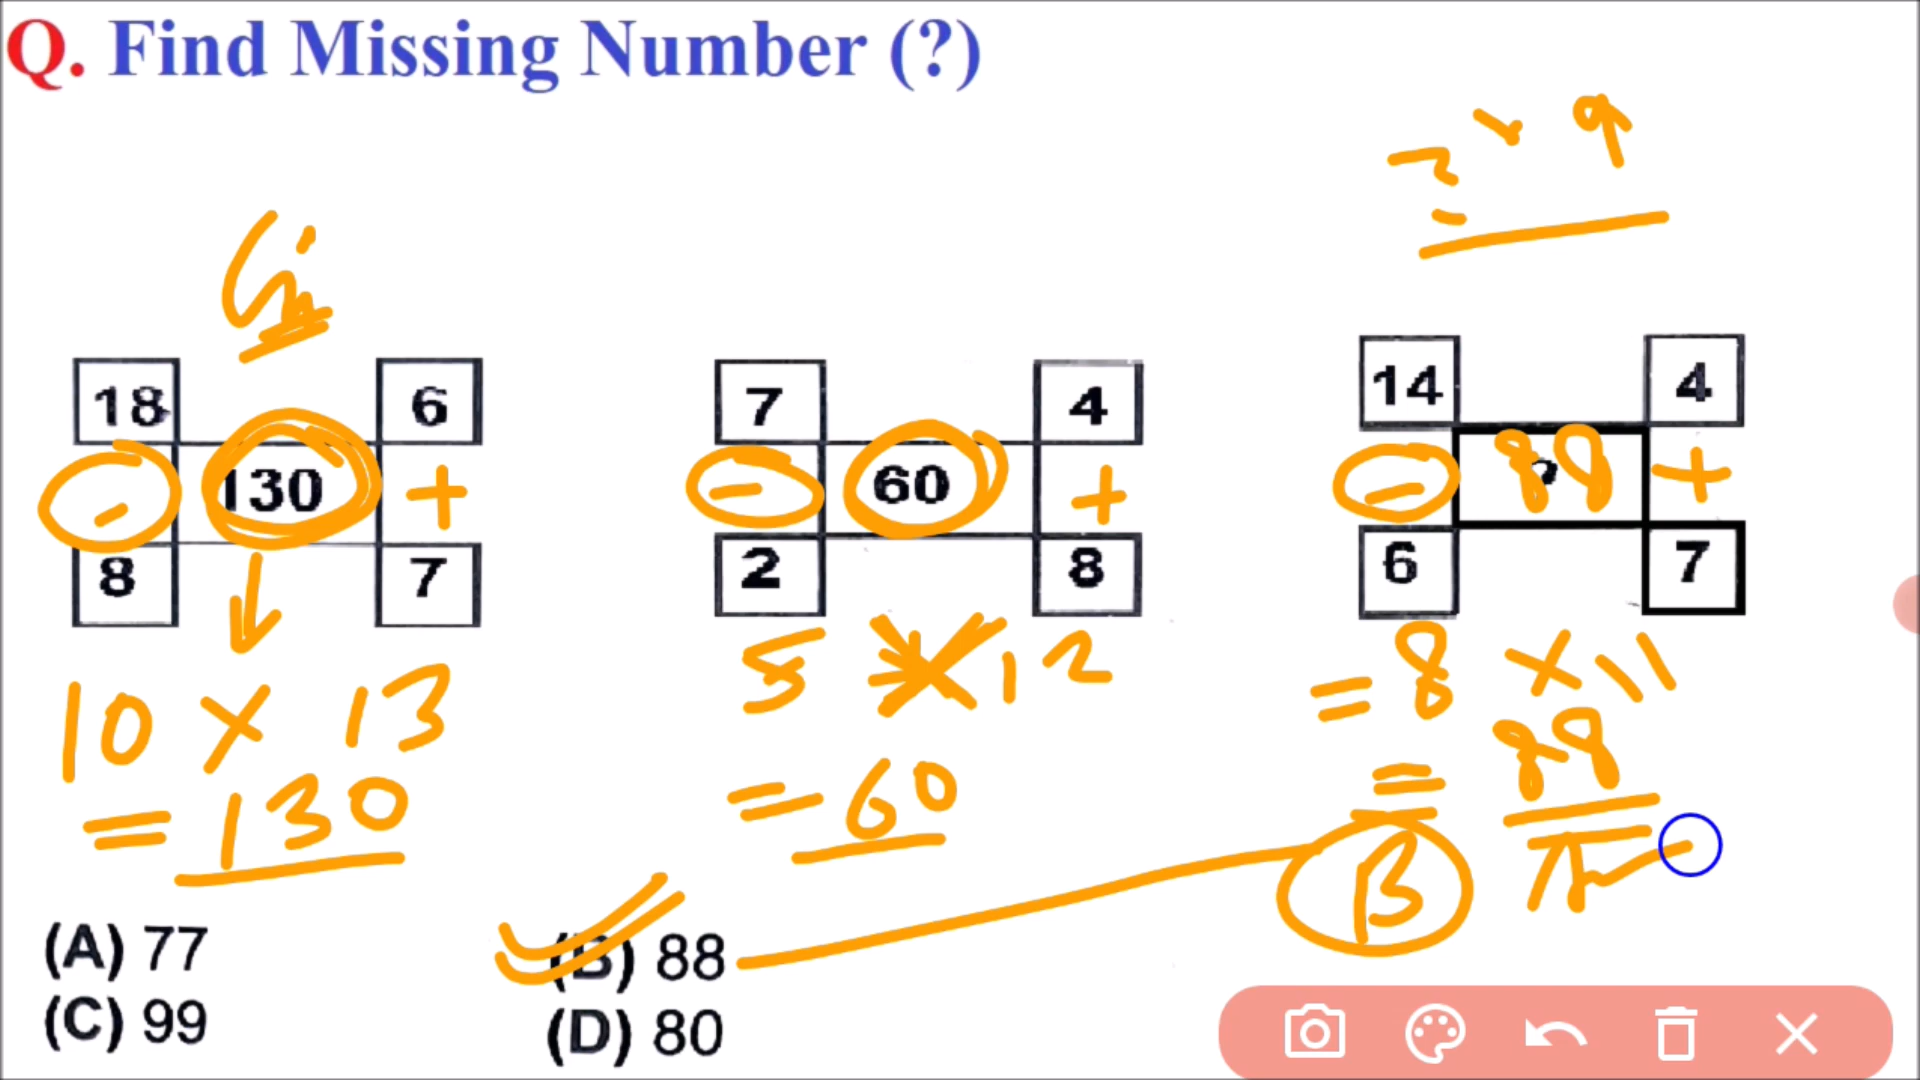 Q. Find Missing Number (?)
18 6
130
- +
8 7
10 × 13
= 130
7 4
60
- +
2 8
5 12
= 60
14 4
88
- +
6 7
= 8 × 11
= 88
B
(A) 77 (B) 88
(C) 99 (D) 80